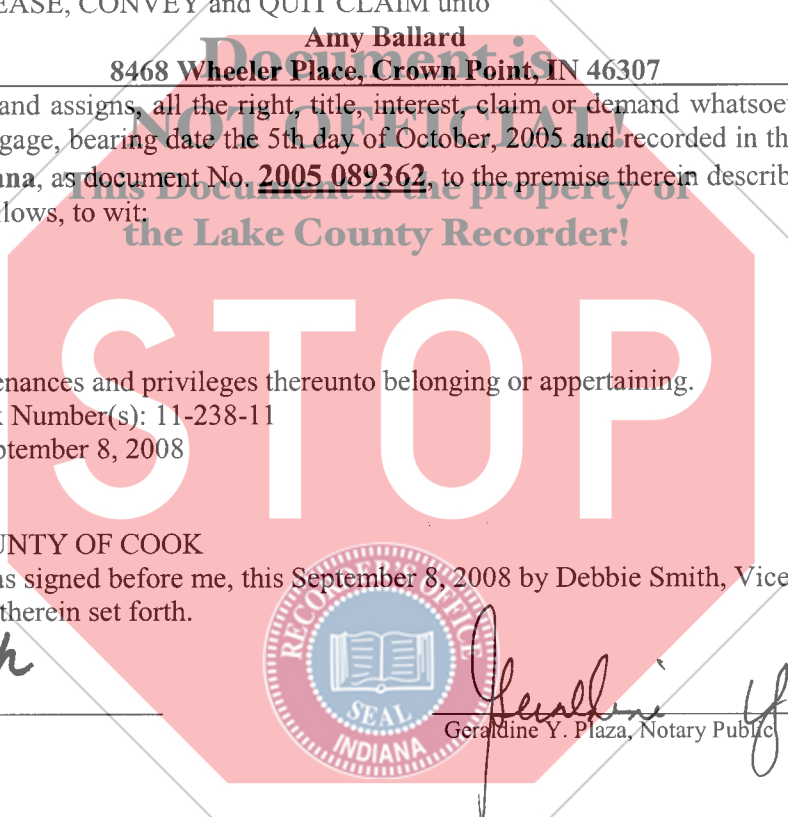 EASE, CONVEY and QUIT CLAIM unto
Amy Ballard
8468 Wheeler Place, Crown Point, IN 46307
and assigns, all the right, title, interest, claim or demand whatsoev
gage, bearing date the 5th day of October, 2005 and recorded in th
ana, as document No. 2005 089362, to the premise therein describ
llows, to wit:
Document is
NOT OFFICIAL!
This Document is the property of
the Lake County Recorder!
STOP
enances and privileges thereunto belonging or appertaining.
x Number(s): 11-238-11
ptember 8, 2008
UNTY OF COOK
as signed before me, this September 8, 2008 by Debbie Smith, Vice
therein set forth.
RECORDER'S OFFICE
SEAL
INDIANA
Geraldine Y
Geraldine Y. Plaza, Notary Public